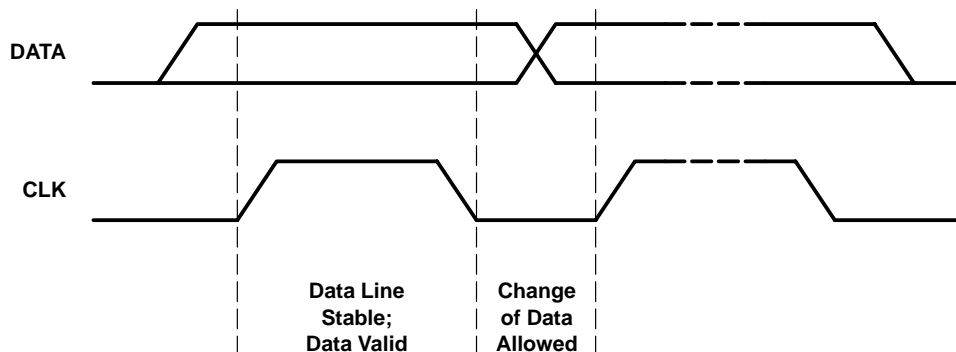 DATA
CLK
Data Line
Stable;
Data Valid
Change
of Data
Allowed